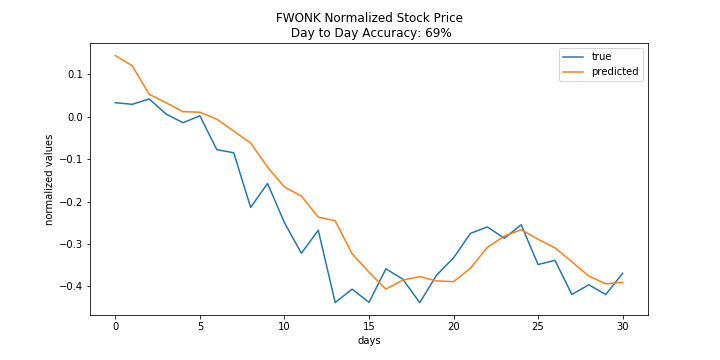 FWONK Normalized Stock Price
Day to Day Accuracy: 69%
true
predicted
normalized values
0.1
0.0
−0.1
−0.2
−0.3
−0.4
0 5 10 15 20 25 30
days